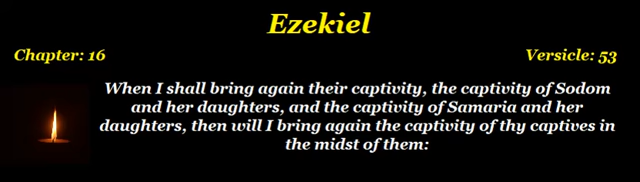 Ezekiel
Chapter: 16
Versicle: 53
When I shall bring again their captivity, the captivity of Sodom
and her daughters, and the captivity of Samaria and her
daughters, then will I bring again the captivity of thy captives in
the midst of them: